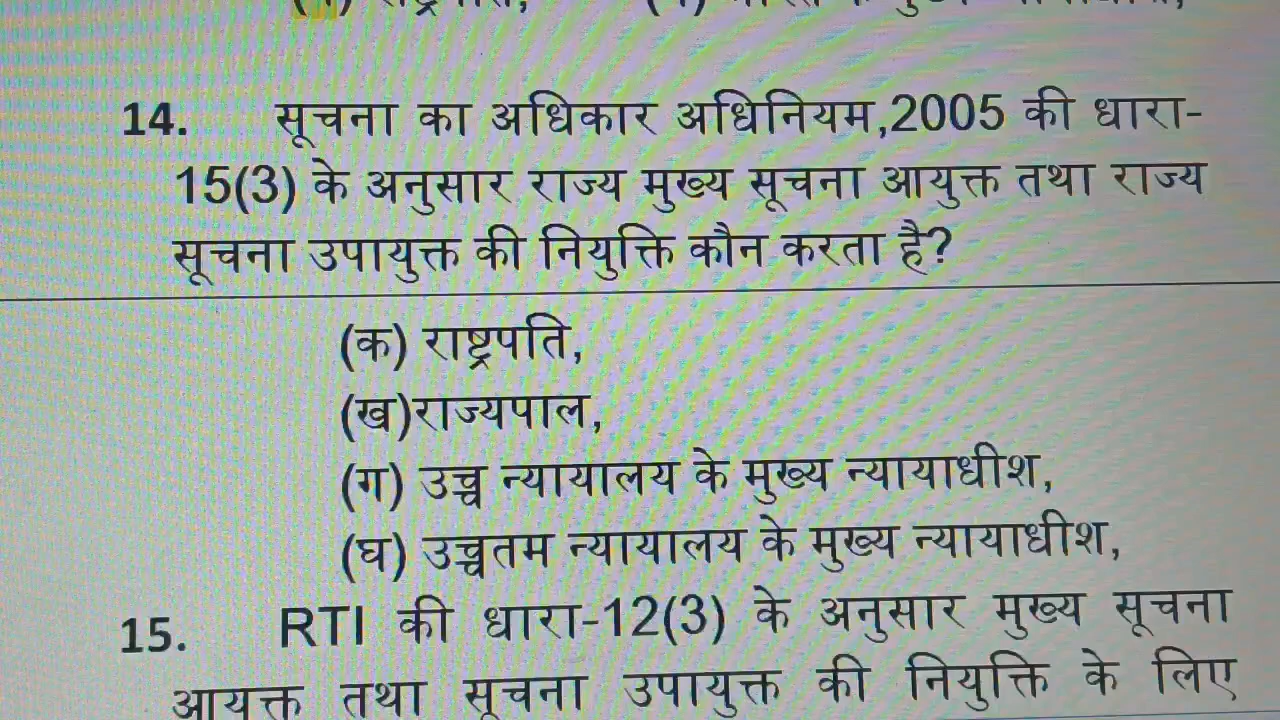 14. सूचना का अधिकार अधिनियम,2005 की धारा-
15(3) के अनुसार राज्य मुख्य सूचना आयुक्त तथा राज्य
सूचना उपायुक्त की नियुक्ति कौन करता है?
(क) राष्ट्रपति,
(ख)राज्यपाल,
(ग) उच्च न्यायालय के मुख्य न्यायाधीश,
(घ) उच्चतम न्यायालय के मुख्य न्यायाधीश,
15. RTI की धारा-12(3) के अनुसार मुख्य सूचना
आयक्त तथा सूचना उपायुक्त की नियुक्ति के लिए